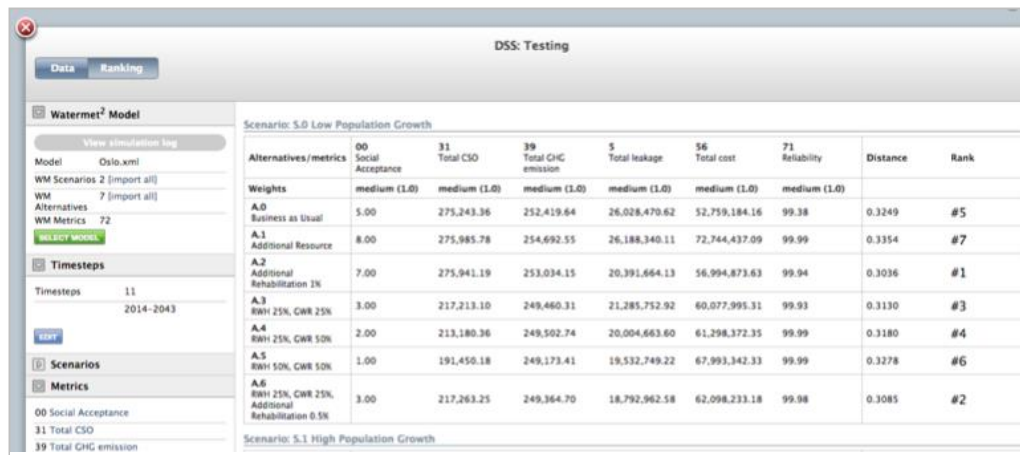 DSS: Testing
Data Ranking
Watermet² Model
View simulation log
Model Oslo.xml
WM Scenarios 2 [import all]
WM Alternatives 7 [import all]
WM Metrics 72
SELECT MODEL
Timesteps
Timesteps 11
2014-2043
EDIT
Scenarios
Metrics
00 Social Acceptance
31 Total CSO
39 Total GHG emission
Scenario: S.0 Low Population Growth
Alternatives/metrics 00 Social Acceptance 31 Total CSO 39 Total GHG emission 5 Total leakage 56 Total cost 71 Reliability Distance Rank
Weights medium (1.0) medium (1.0) medium (1.0) medium (1.0) medium (1.0) medium (1.0)
A.0 Business as Usual 5.00 275,243.36 252,419.64 26,028,470.62 52,759,184.16 99.38 0.3249 #5
A.1 Additional Resource 8.00 275,985.78 254,692.55 26,188,340.11 72,744,437.09 99.99 0.3354 #7
A.2 Additional Rehabilitation 1% 7.00 275,941.19 253,034.15 20,391,664.13 56,994,873.63 99.94 0.3036 #1
A.3 RWH 25%, GWR 25% 3.00 217,213.10 249,460.31 21,285,752.92 60,077,995.31 99.93 0.3130 #3
A.4 RWH 25%, GWR 50% 2.00 213,180.36 249,502.74 20,004,663.60 61,298,372.35 99.99 0.3180 #4
A.5 RWH 50%, GWR 50% 1.00 191,450.18 249,173.41 19,532,749.22 67,993,342.33 99.99 0.3278 #6
A.6 RWH 25%, GWR 25%, Additional Rehabilitation 0.5% 3.00 217,263.25 249,364.70 18,792,962.58 62,098,233.18 99.98 0.3085 #2
Scenario: S.1 High Population Growth